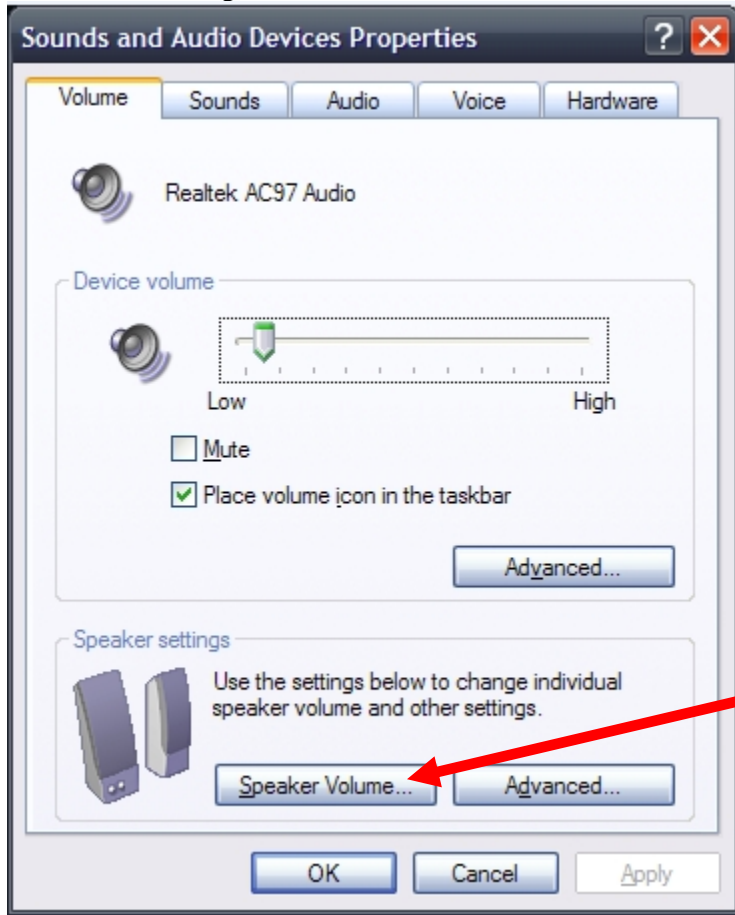 Sounds and Audio Devices Properties
Volume Sounds Audio Voice Hardware
Realtek AC97 Audio
Device volume
Low High
Mute
Place volume icon in the taskbar
Advanced...
Speaker settings
Use the settings below to change individual
speaker volume and other settings.
Speaker Volume... Advanced...
OK Cancel Apply